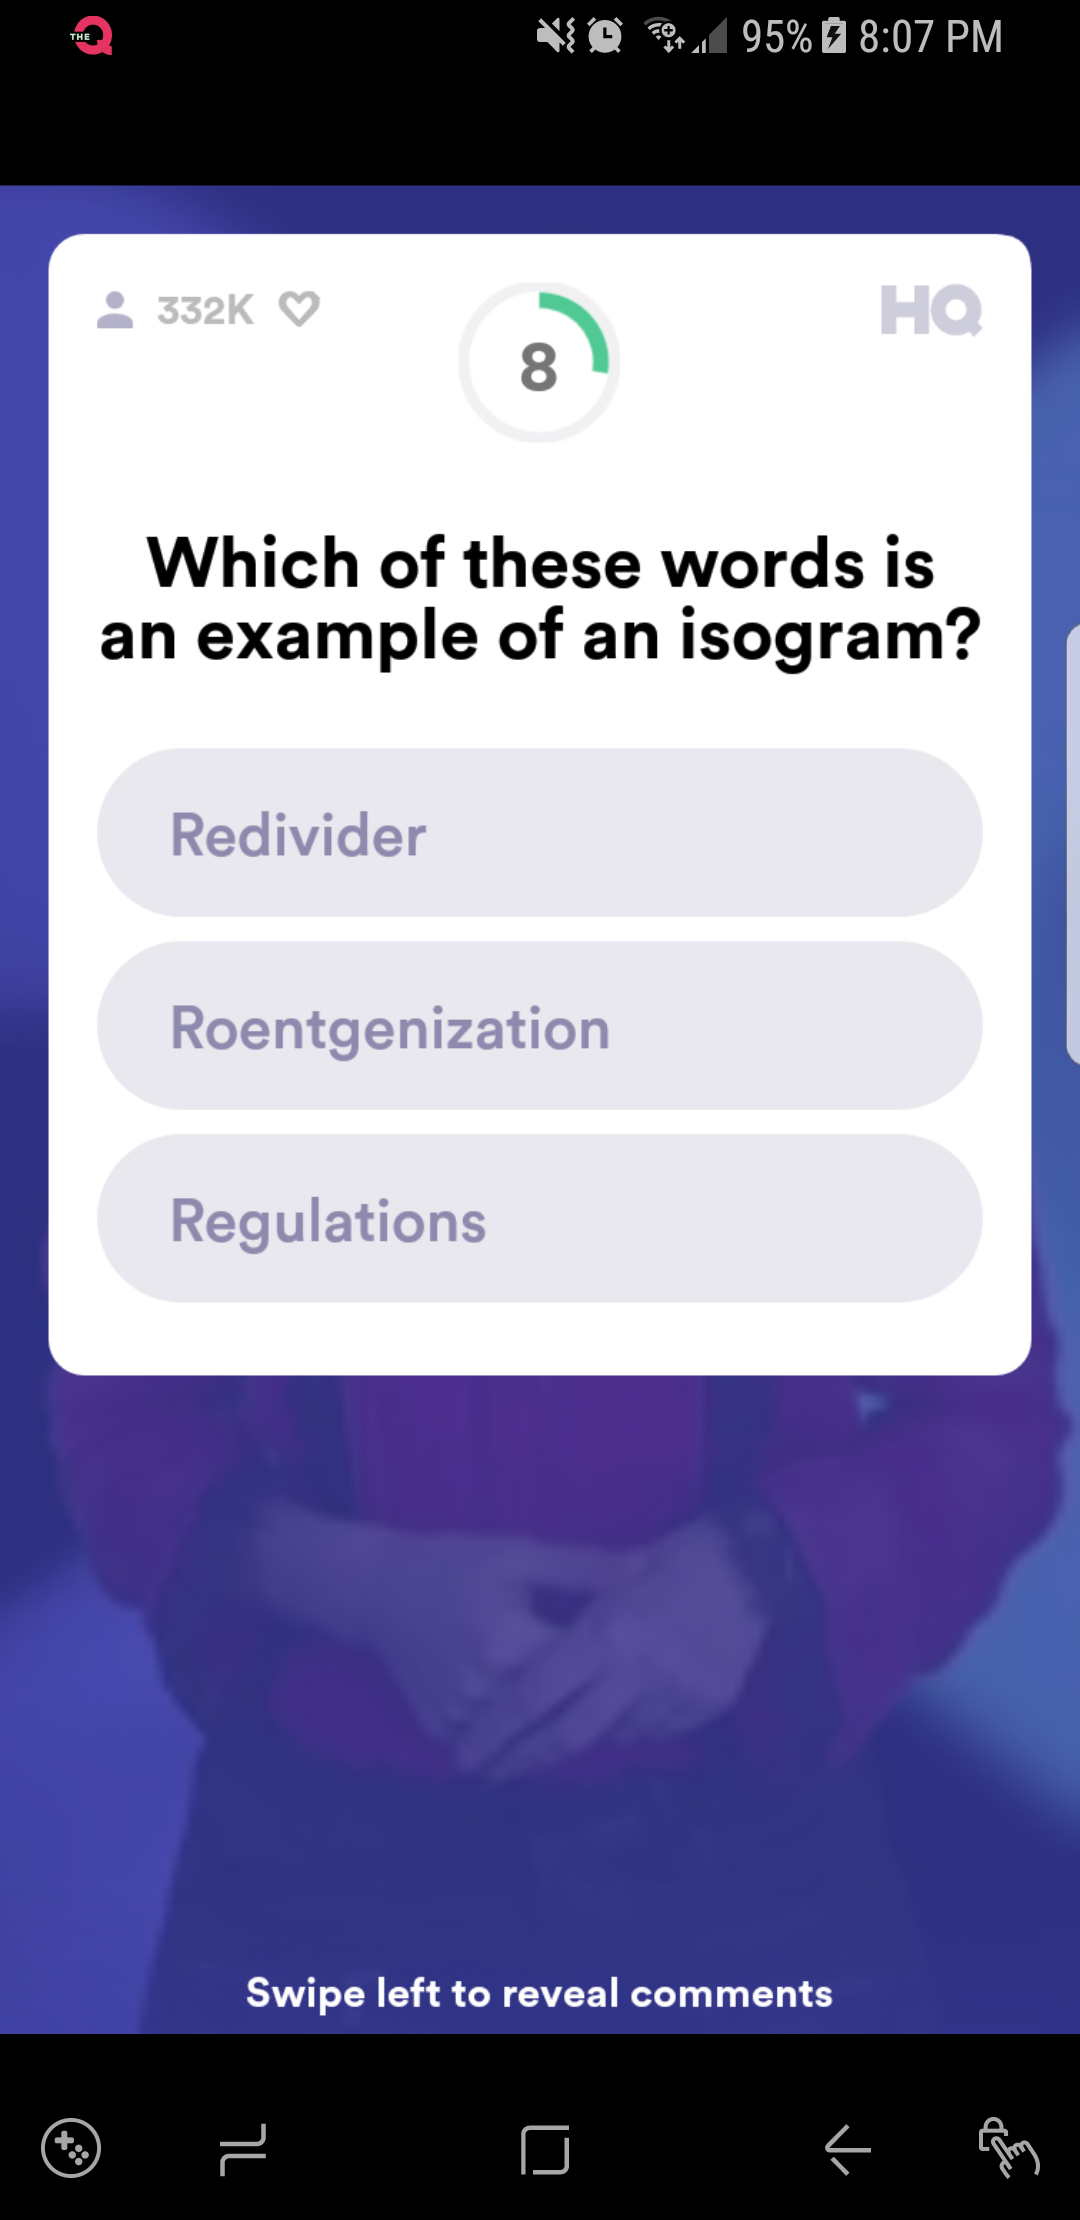 THE Q 95% 8:07 PM
332K 8 HQ
Which of these words is
an example of an isogram?
Redivider
Roentgenization
Regulations
Swipe left to reveal comments